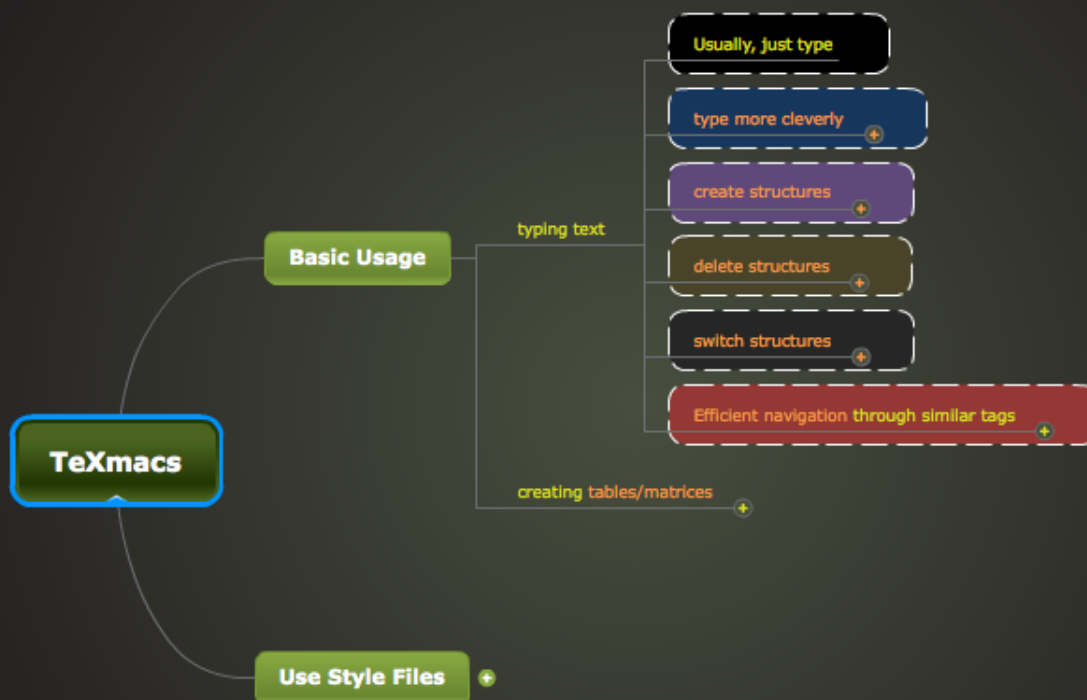 Usually, just type
type more cleverly
create structures
typing text
Basic Usage
delete structures
switch structures
Efficient navigation through similar tags
TeXmacs
creating tables/matrices
Use Style Files